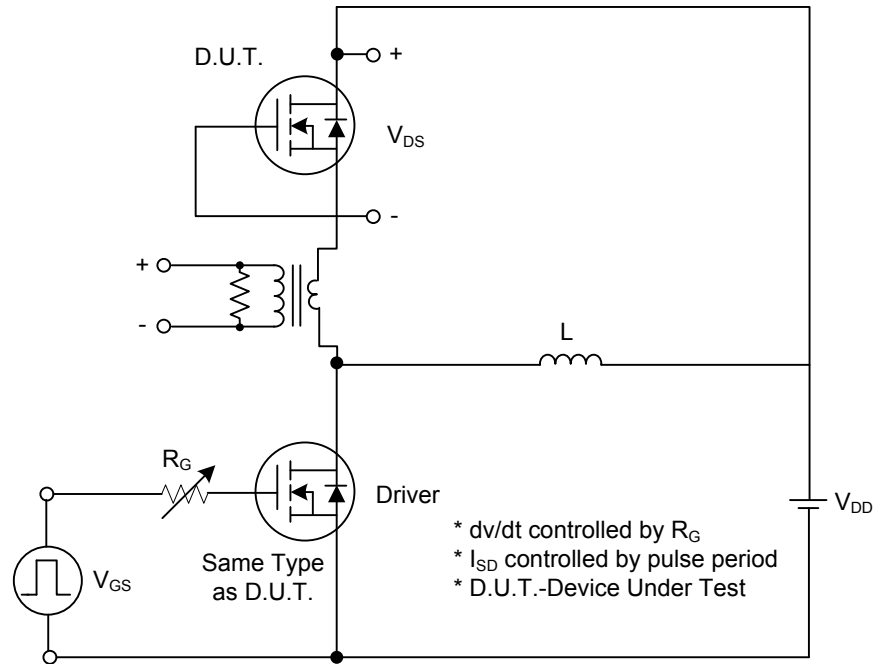 D.U.T.
+
V_DS
-
+
-
L
R_G
Driver
V_DD
V_GS
Same Type
as D.U.T.
* dv/dt controlled by R_G
* I_SD controlled by pulse period
* D.U.T.-Device Under Test